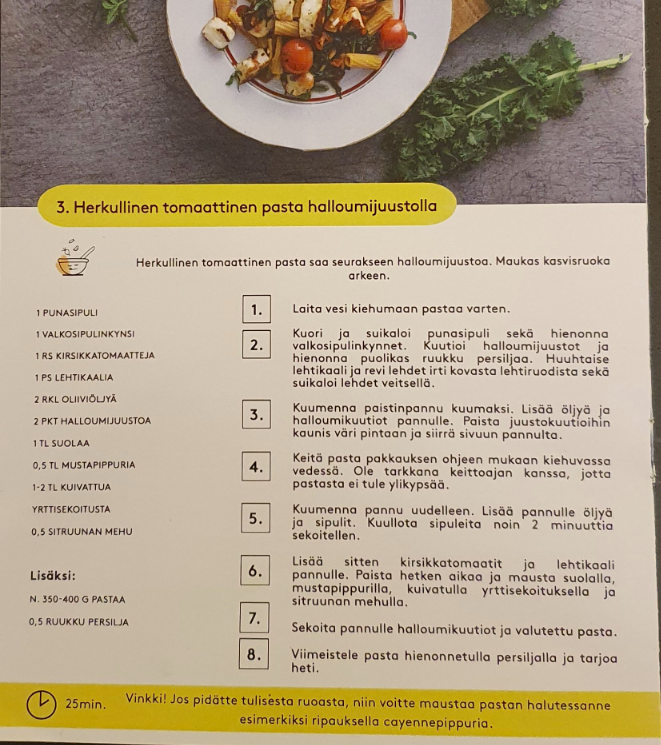 3. Herkullinen tomaattinen pasta halloumijuustolla
Herkullinen tomaattinen pasta saa seurakseen halloumijuustoa. Maukas kasvisruoka
arkeen.
1 PUNASIPULI
1 VALKOSIPULINKYNSI
1 RS KIRSIKKATOMAATTEJA
1 PS LEHTIKAALIA
2 RKL OLIIVIÖLJYÄ
2 PKT HALLOUMIJUUSTOA
1 TL SUOLAA
0,5 TL MUSTAPIPPURIA
1-2 TL KUIVATTUA
YRTTISEKOITUSTA
0,5 SITRUUNAN MEHU
Lisäksi:
N. 350-400 G PASTAA
0,5 RUUKKU PERSILJA
1. Laita vesi kiehumaan pastaa varten.
2. Kuori ja suikaloi punasipuli sekä hienonna
valkosipulinkynnet. Kuutioi halloumijuustot ja
hienonna puolikas ruukku persiljaa. Huuhtaise
lehtikaali ja revi lehdet irti kovasta lehtiruodista sekä
suikaloi lehdet veitsellä.
3. Kuumenna paistinpannu kuumaksi. Lisää öljyä ja
halloumikuutiot pannulle. Paista juustokuutioihin
kaunis väri pintaan ja siirrä sivuun pannulta.
4. Keitä pasta pakkauksen ohjeen mukaan kiehuvassa
vedessä. Ole tarkkana keittoajan kanssa, jotta
pastasta ei tule ylikypsää.
5. Kuumenna pannu uudelleen. Lisää pannulle öljyä
ja sipulit. Kuullota sipuleita noin 2 minuuttia
sekoitellen.
6. Lisää sitten kirsikkatomaatit ja lehtikaali
pannulle. Paista hetken aikaa ja mausta suolalla,
mustapippurilla, kuivatulla yrttisekoituksella ja
sitruunan mehulla.
7. Sekoita pannulle halloumikuutiot ja valutettu pasta.
8. Viimeistele pasta hienonnetulla persiljalla ja tarjoa
heti.
25min. Vinkki! Jos pidätte tulisesta ruoasta, niin voitte maustaa pastan halutessanne
esimerkiksi ripauksella cayennepippuria.